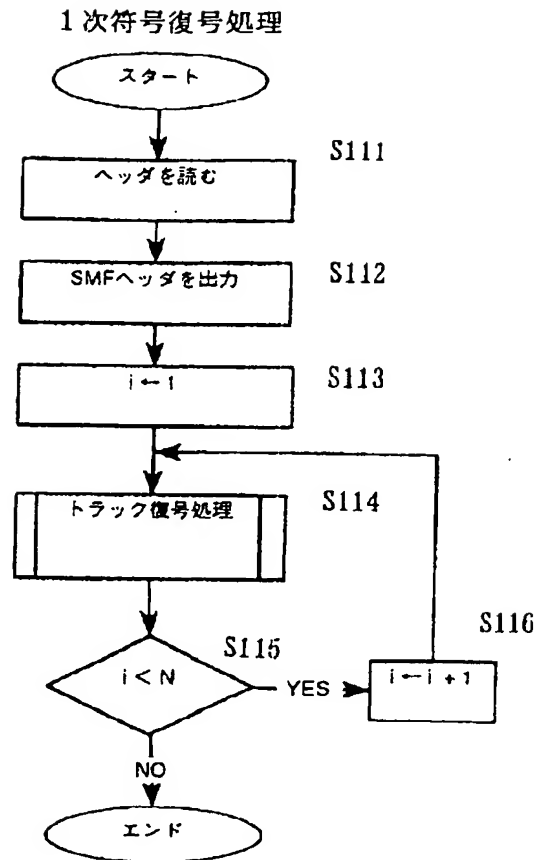 1次符号復号処理
スタート
S111
ヘッダを読む
S112
SMFヘッダを出力
S113
i←1
S114
トラック復号処理
S115
S116
i<N
YES
i←i+1
NO
エンド